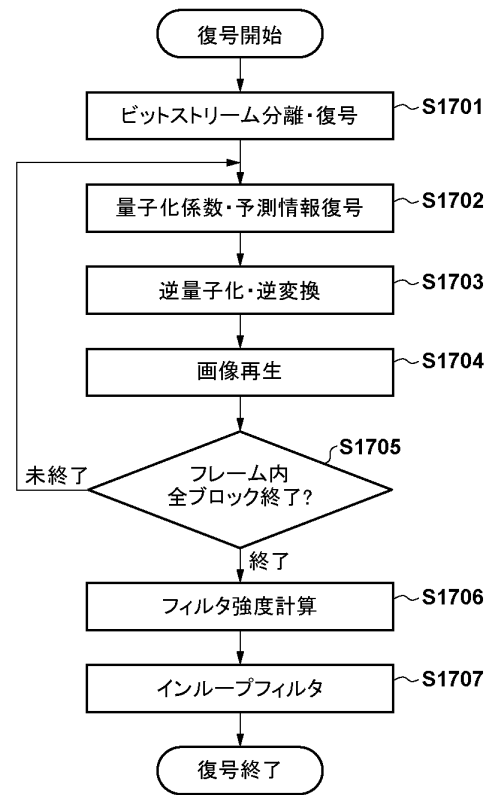 復号開始
ビットストリーム分離・復号
S1701
量子化係数・予測情報復号
S1702
逆量子化・逆変換
S1703
画像再生
S1704
S1705
フレーム内
全ブロック終了?
未終了
終了
フィルタ強度計算
S1706
インループフィルタ
S1707
復号終了